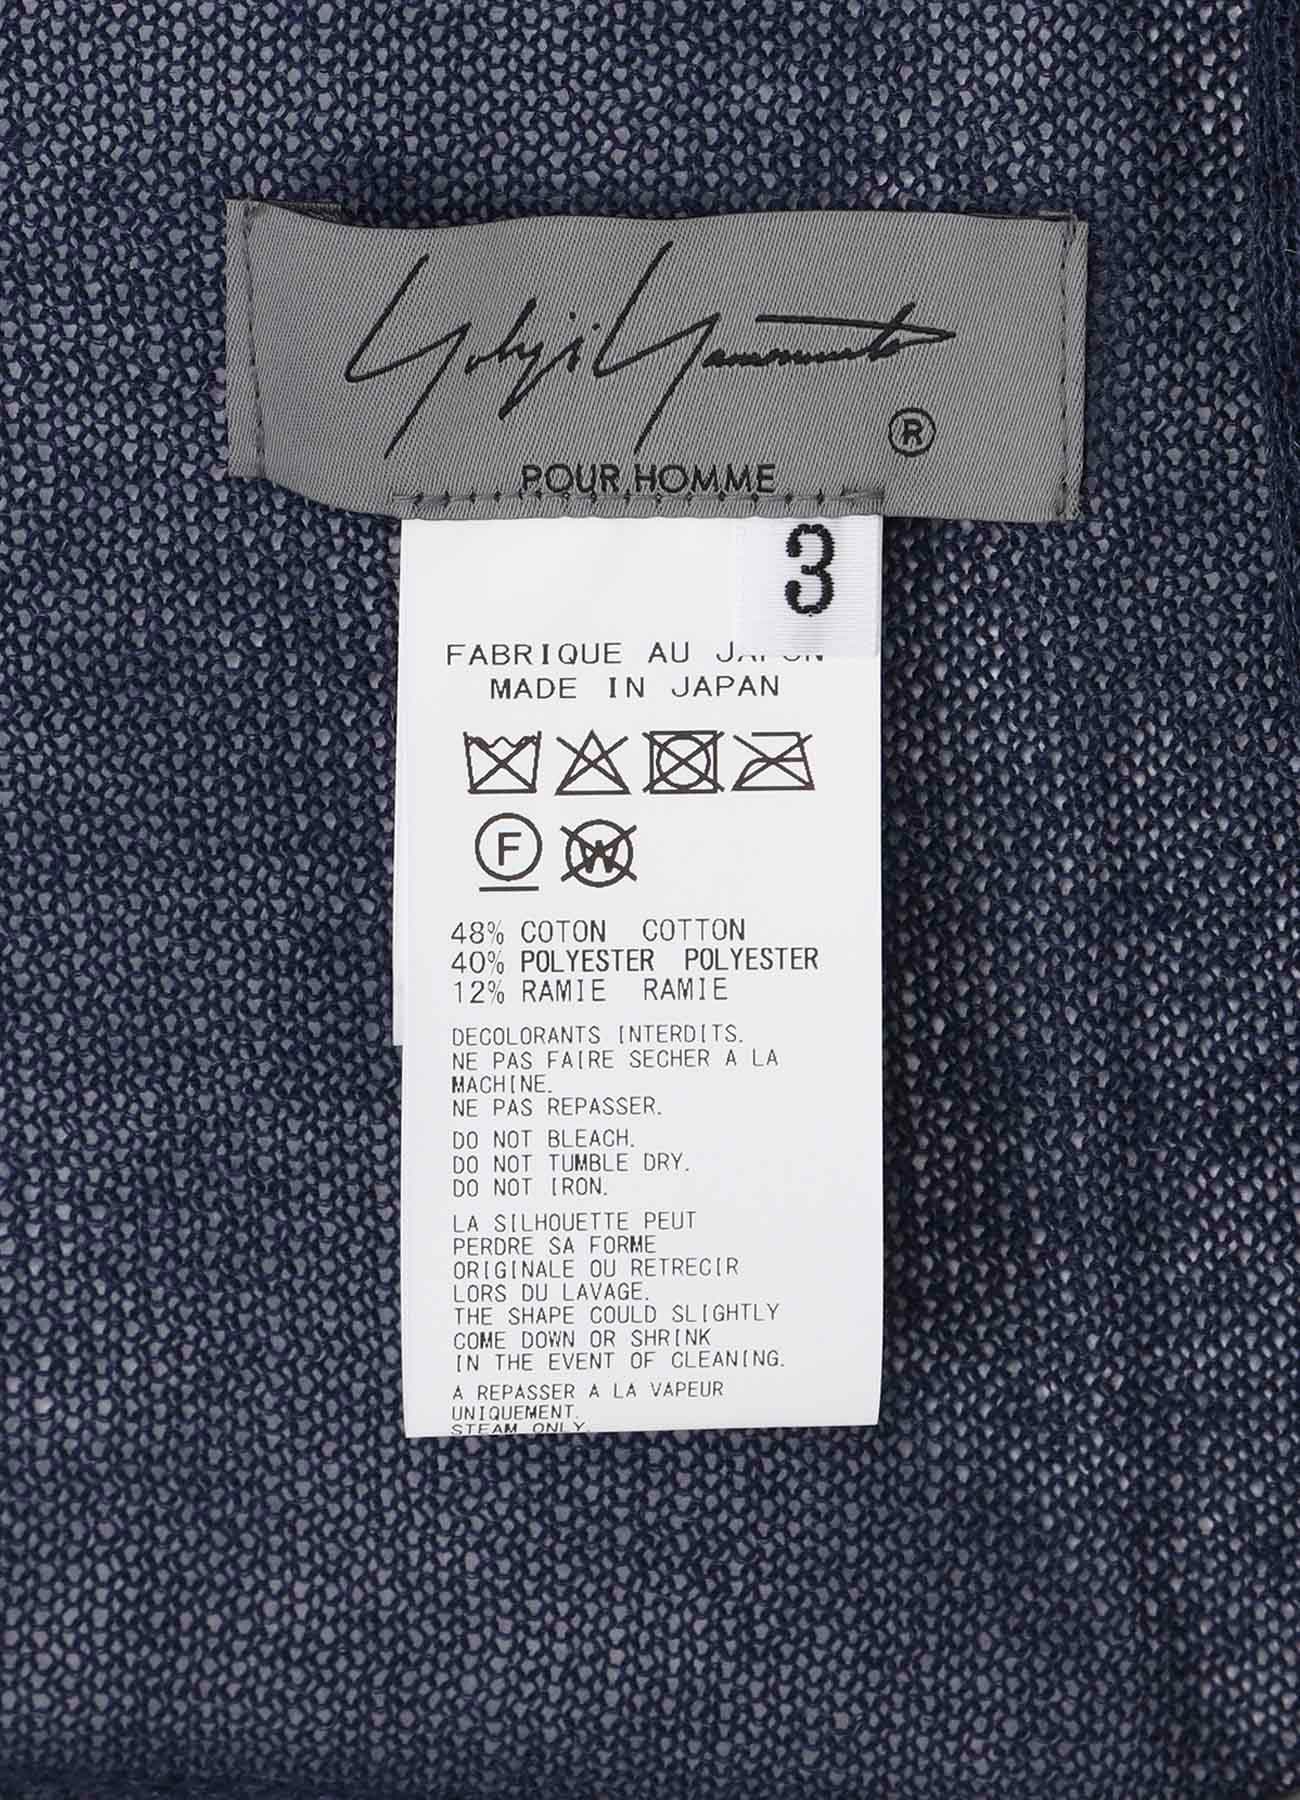 Yohji Yamamoto
®
POUR HOMME
3
FABRIQUE AU JAPON
MADE IN JAPAN
F
W
48% COTON COTTON
40% POLYESTER POLYESTER
12% RAMIE RAMIE
DECOLORANTS INTERDITS.
NE PAS FAIRE SECHER A LA
MACHINE.
NE PAS REPASSER.
DO NOT BLEACH.
DO NOT TUMBLE DRY.
DO NOT IRON.
LA SILHOUETTE PEUT
PERDRE SA FORME
ORIGINALE OU RETRECIR
LORS DU LAVAGE.
THE SHAPE COULD SLIGHTLY
COME DOWN OR SHRINK
IN THE EVENT OF CLEANING.
A REPASSER A LA VAPEUR
UNIQUEMENT.
STEAM ONLY.